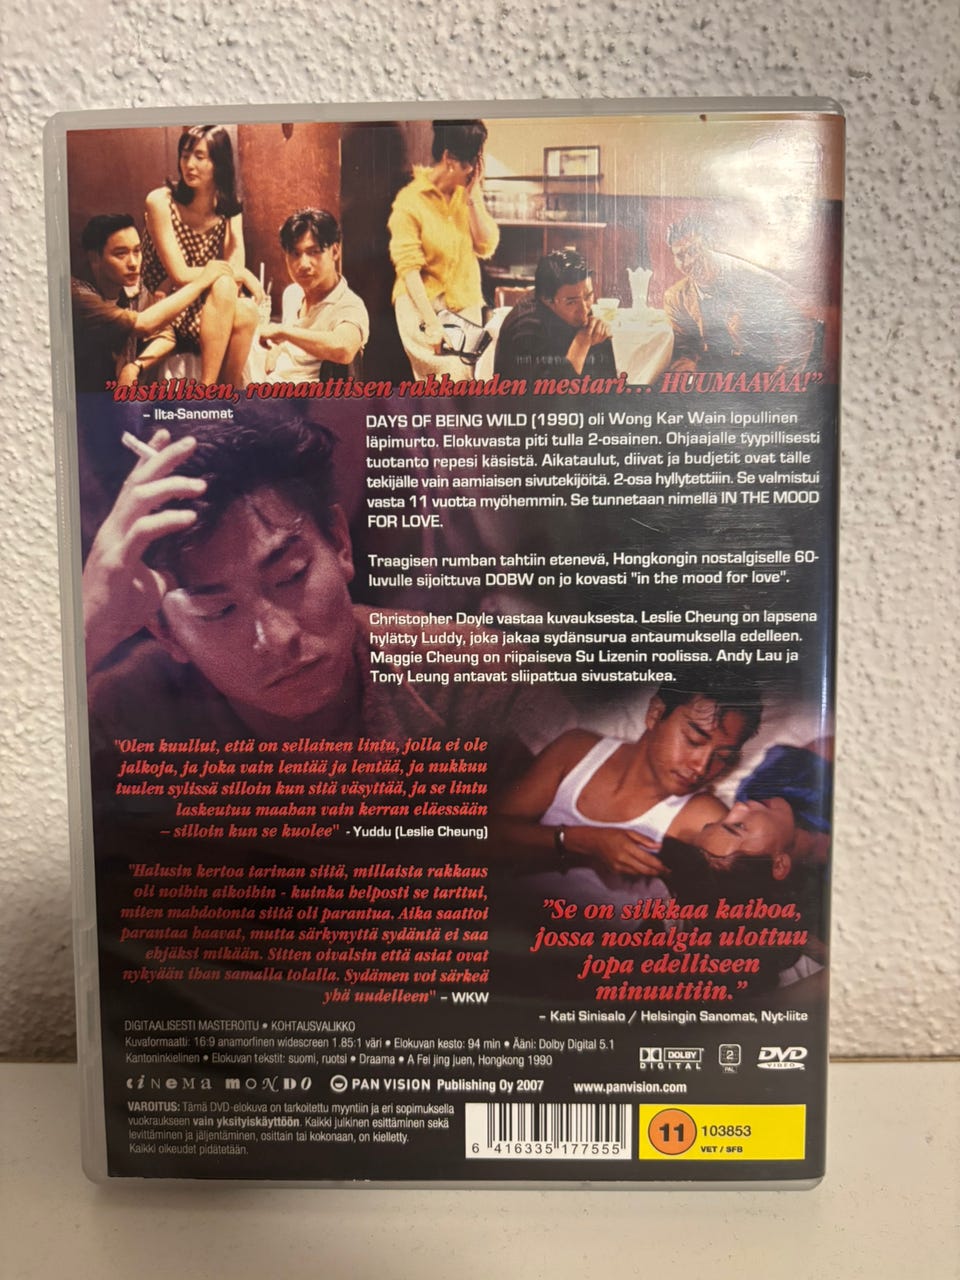 ”aistillisen, romanttisen rakkauden mestari... HUUMAAVAA!”
– Ilta-Sanomat
DAYS OF BEING WILD (1990) oli Wong Kar Wain lopullinen
läpimurto. Elokuvasta piti tulla 2-osainen. Ohjaajalle tyypillisesti
tuotanto repesi käsistä. Aikataulut, diivat ja budjetit ovat tälle
tekijälle vain aamiaisen sivutekijöitä. 2-osa hyllytettiiin. Se valmistui
vasta 11 vuotta myöhemmin. Se tunnetaan nimellä IN THE MOOD
FOR LOVE.
Traagisen rumban tahtiin etenevä, Hongkongin nostalgiselle 60-
luvulle sijoittuva DOBW on jo kovasti "in the mood for love".
Christopher Doyle vastaa kuvauksesta. Leslie Cheung on lapsena
hylätty Luddy, joka jakaa sydänsurua antaumuksella edelleen.
Maggie Cheung on riipaiseva Su Lizenin roolissa. Andy Lau ja
Tony Leung antavat sliipattua sivustatukea.
"Olen kuullut, että on sellainen lintu, jolla ei ole
jalkoja, ja joka vain lentää ja lentää, ja nukkuu
tuulen sylissä silloin kun sitä väsyttää, ja se lintu
laskeutuu maahan vain kerran eläessään
– silloin kun se kuolee" - Yuddu (Leslie Cheung)
"Halusin kertoa tarinan siitä, millaista rakkaus
oli noihin aikoihin - kuinka helposti se tarttui,
miten mahdotonta siitä oli parantua. Aika saattoi
parantaa haavat, mutta särkynyttä sydäntä ei saa
ehjäksi mikään. Sitten oivalsin että asiat ovat
nykyään ihan samalla tolalla. Sydämen voi särkeä
yhä uudelleen" – WKW
”Se on silkkaa kaihoa,
jossa nostalgia ulottuu
jopa edelliseen
minuuttiin.”
– Kati Sinisalo / Helsingin Sanomat, Nyt-liite
DIGITAALISESTI MASTEROITU • KOHTAUSVALIKKO
Kuvaformaatti: 16:9 anamorfinen widescreen 1.85:1 väri • Elokuvan kesto: 94 min • Ääni: Dolby Digital 5.1
Kantoninkielinen • Elokuvan tekstit: suomi, ruotsi • Draama • A Fei jing juen, Hongkong 1990
DOLBY
DIGITAL
2
PAL
DVD
VIDEO
CINEMA MONDO PAN VISION Publishing Oy 2007 www.panvision.com
VAROITUS: Tämä DVD-elokuva on tarkoitettu myyntiin ja eri sopimuksella
vuokraukseen vain yksityiskäyttöön. Kaikki julkinen esittäminen sekä
levittäminen ja jäljentäminen, osittain tai kokonaan, on kielletty.
Kaikki oikeudet pidätetään.
6 416335 177555
11 103853
VET / SFB